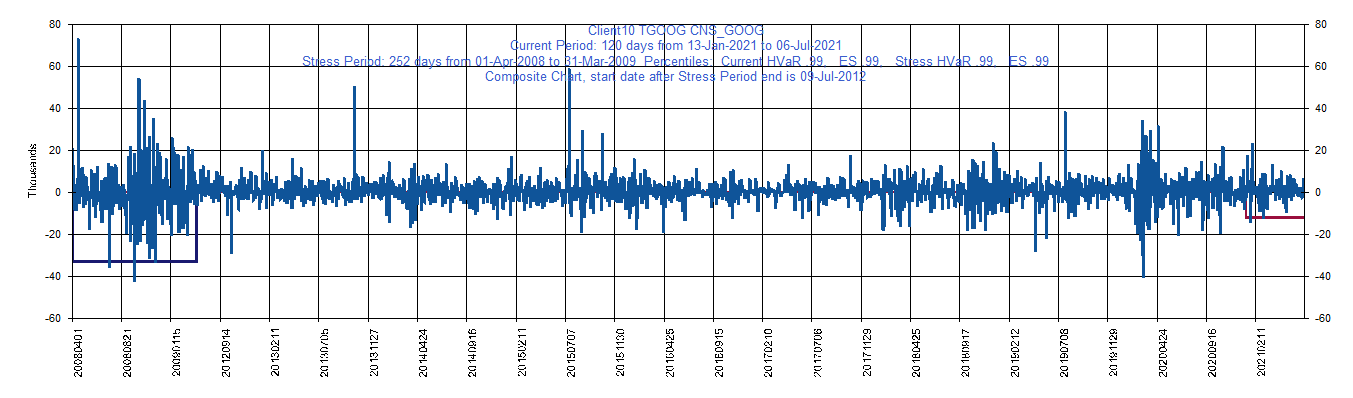 Client10 TGOOG CNS_GOOG
Current Period: 120 days from 13-Jan-2021 to 06-Jul-2021
Stress Period: 252 days from 01-Apr-2008 to 31-Mar-2009 Percentiles: Current HVaR .99, ES .99, Stress HVaR .99, ES .99
Composite Chart, start date after Stress Period end is 09-Jul-2012
80 80
60 60
40 40
20 20
0 0
-20 -20
-40 -40
-60 -60
Thousands
20080401 20080821 20090115 20120914 20130211 20130705 20131127 20140424 20140916 20150211 20150707 20151130 20160425 20160915 20170210 20170706 20171129 20180425 20180917 20190212 20190708 20191129 20200424 20200916 20210211